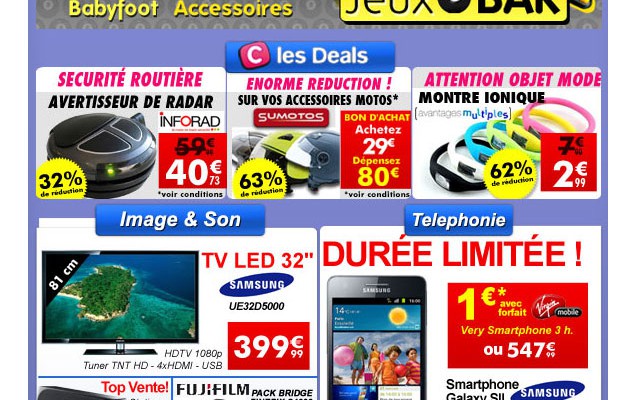 Babyfoot Accessoires
JeuxOBAR
C les Deals
SECURITÉ ROUTIÈRE
AVERTISSEUR DE RADAR
INFORAD
59€
40€73
32%
de réduction
*voir conditions
ENORME REDUCTION !
SUR VOS ACCESSOIRES MOTOS*
SUMOTOS
63%
de réduction
BON D'ACHAT
Achetez
29€
Dépensez
80€
*voir conditions
ATTENTION OBJET MODE
MONTRE IONIQUE
(avantages multiples)
62%
de réduction
7€
2€99
Image & Son
81 cm
TV LED 32"
SAMSUNG
UE32D5000
HDTV 1080p
Tuner TNT HD - 4xHDMI - USB
399€99
Top Vente!
FUJIFILM
PACK BRIDGE
Telephonie
DURÉE LIMITÉE !
SAMSUNG
1€* avec
forfait
Virgin
mobile
Very Smartphone 3 h.
ou 547€99
Smartphone
Galaxy SII
SAMSUNG